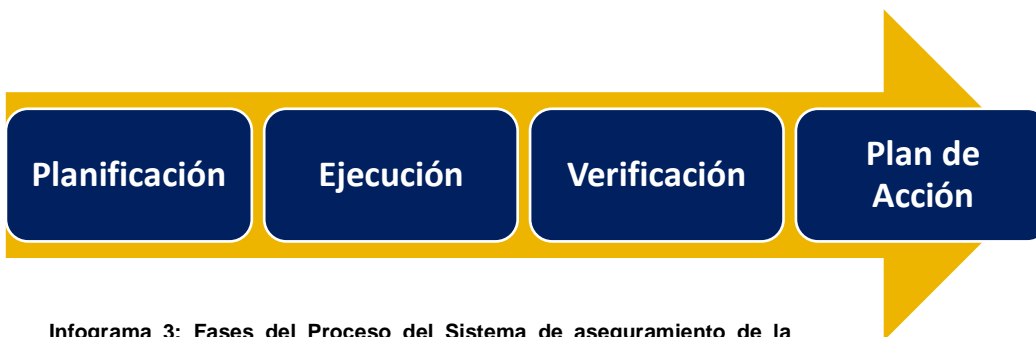 Planificación
Ejecución
Verificación
Plan de
Acción
Infograma 3: Fases del Proceso del Sistema de aseguramiento de la